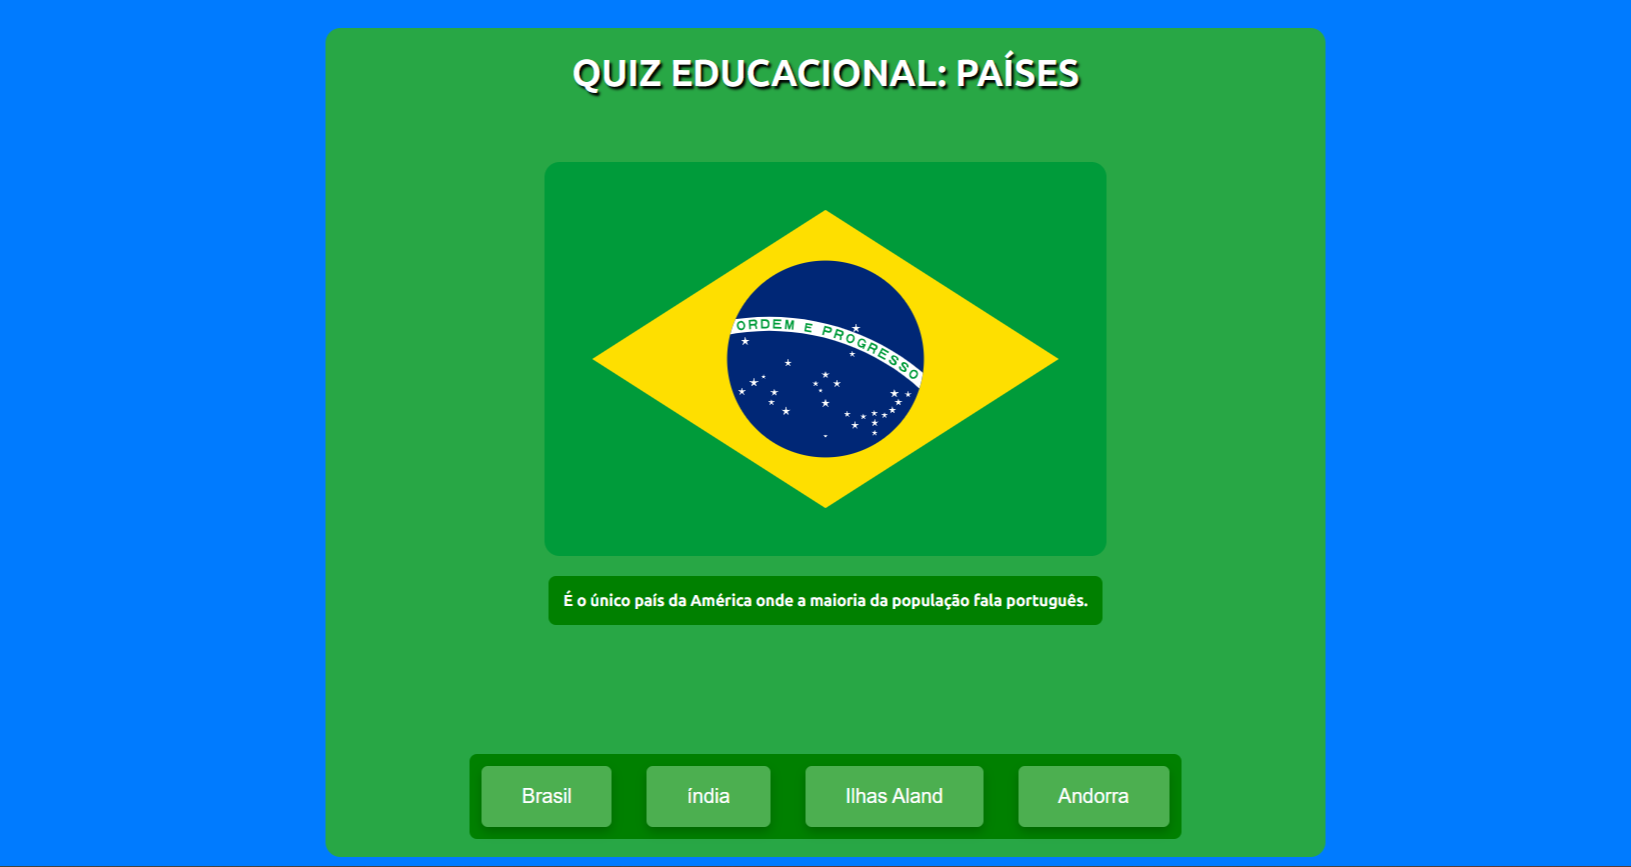 QUIZ EDUCACIONAL: PAÍSES
ORDEM E PROGRESSO
É o único país da América onde a maioria da população fala português.
Brasil
índia
Ilhas Aland
Andorra